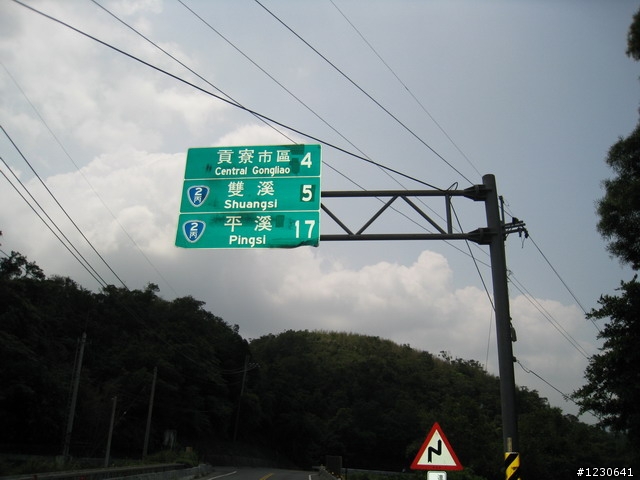 貢寮市區 4
Central Gongliao
2丙 雙溪 5
Shuangsi
2丙 平溪 17
Pingsi
#1230641